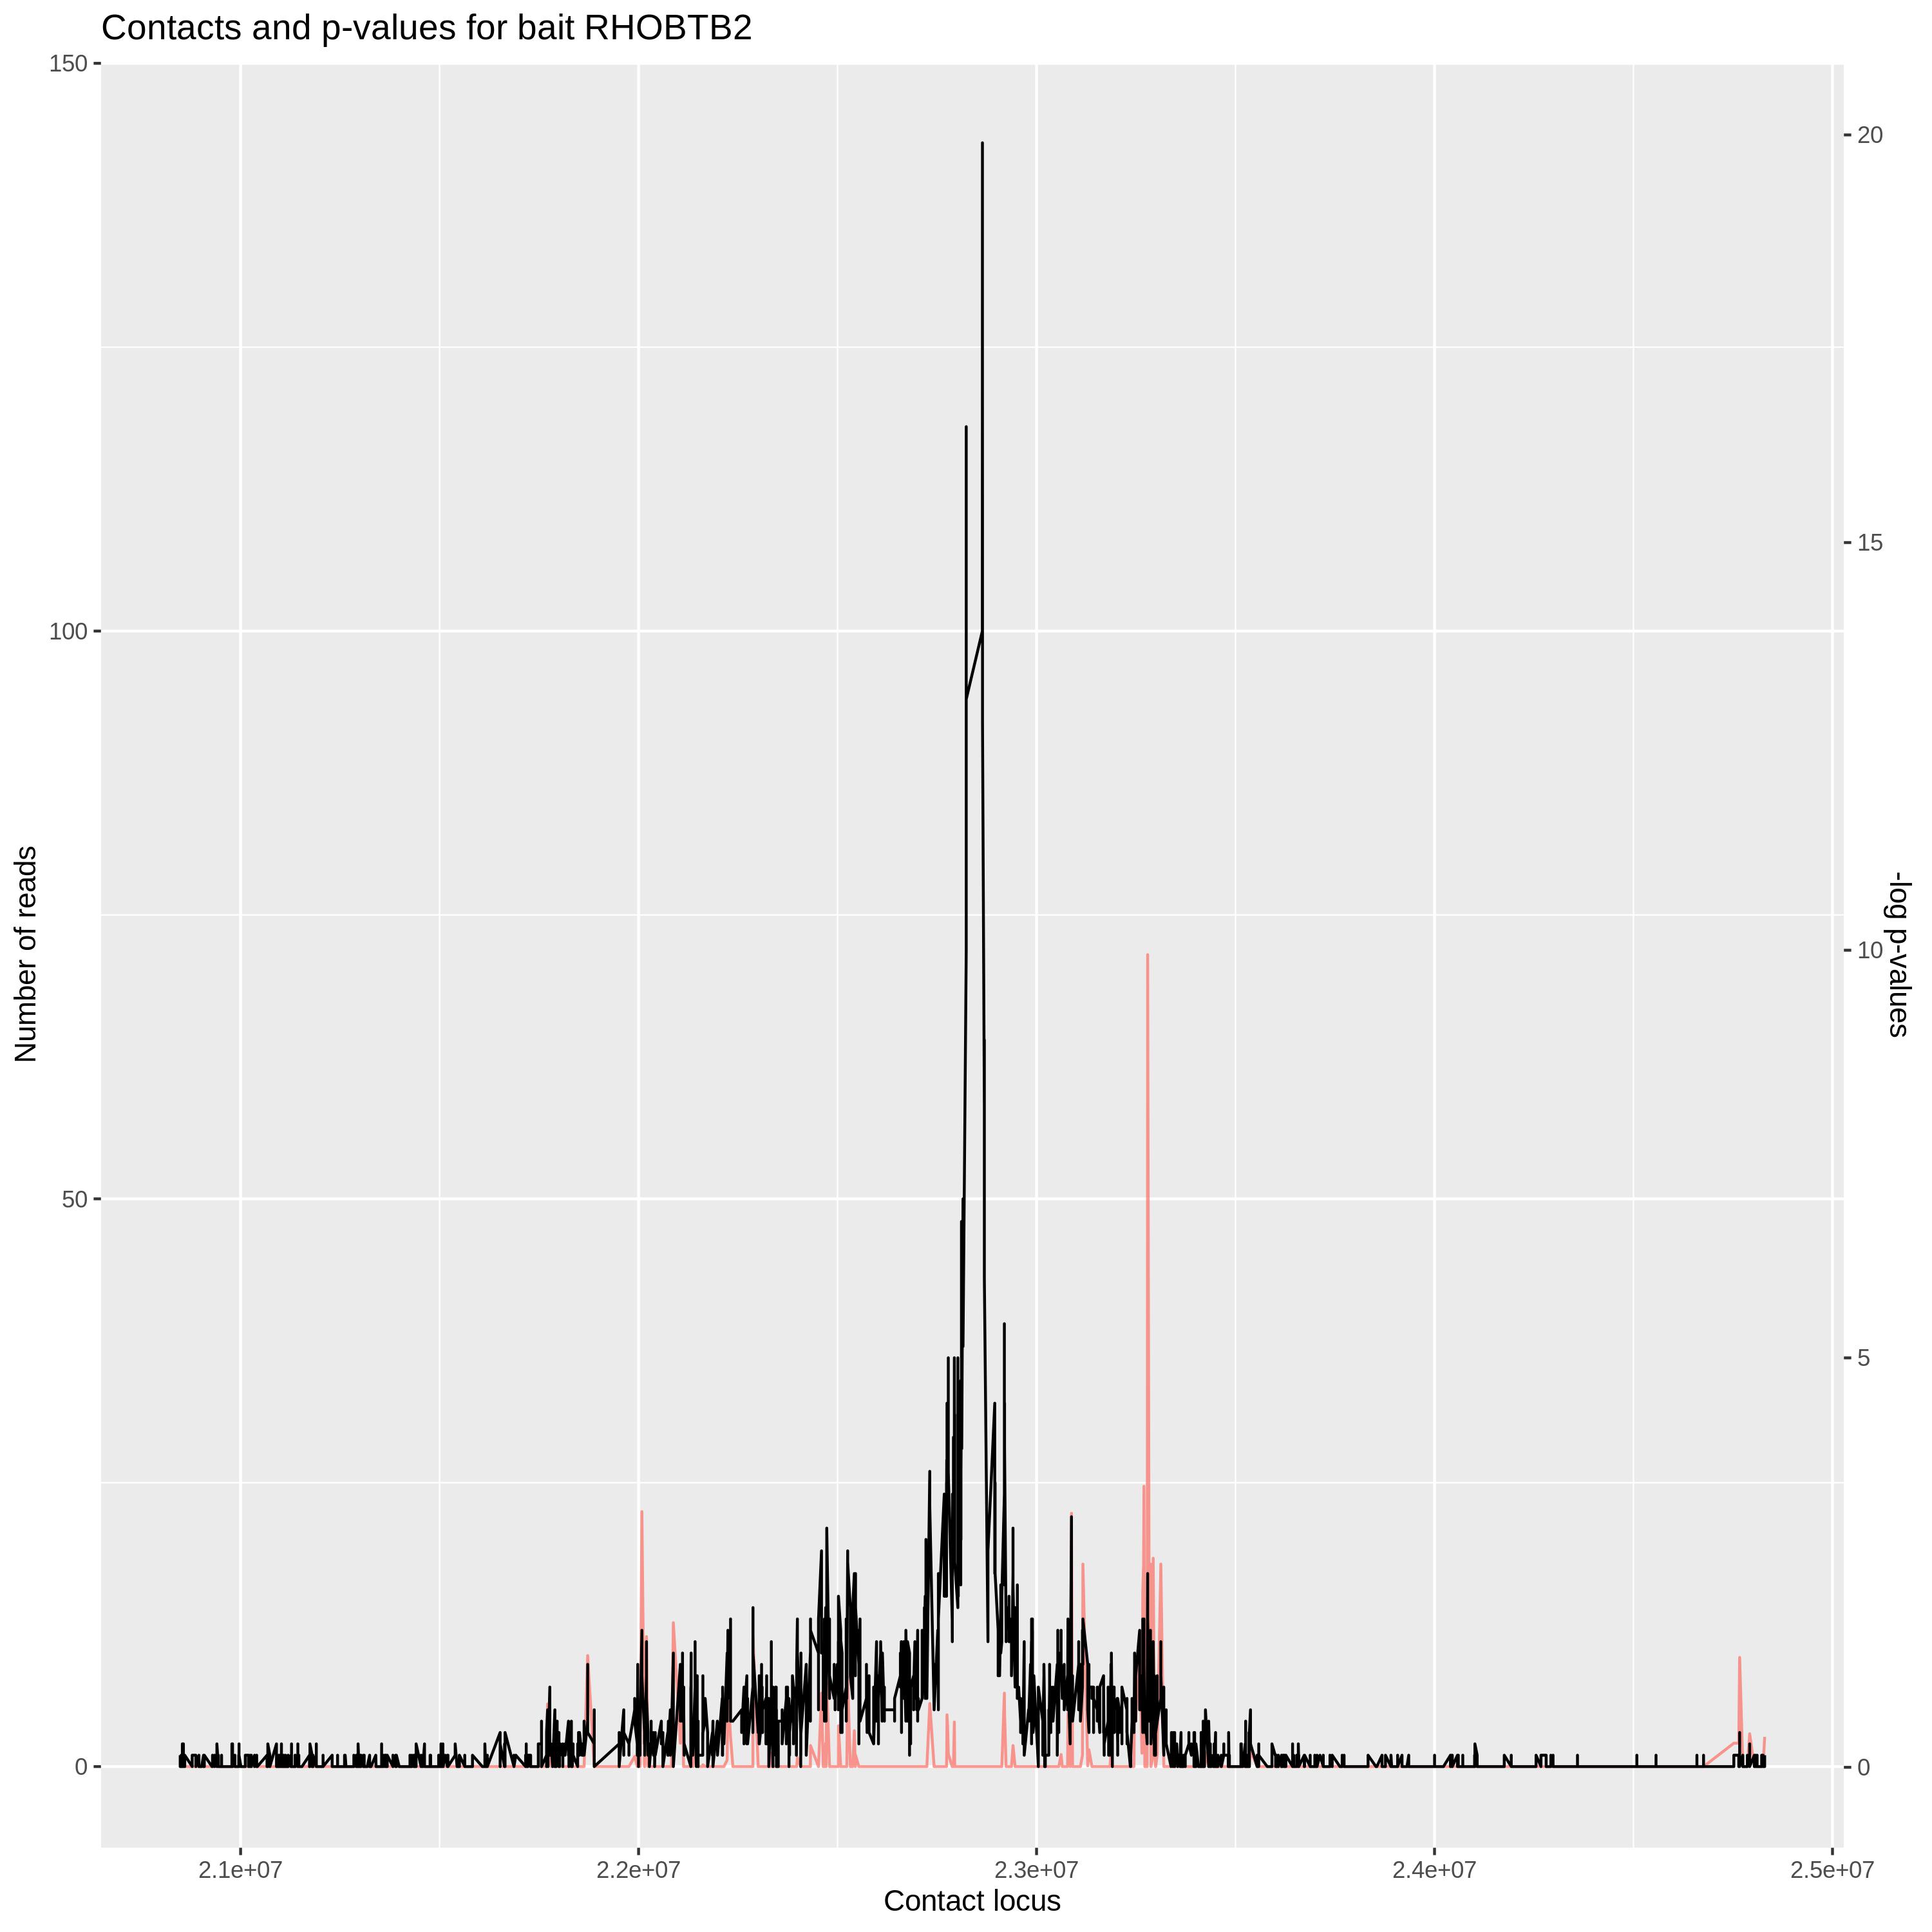 Contacts and p-values for bait RHOBTB2
150
100
50
0
Number of reads
20
15
10
5
0
-log p-values
2.1e+07
2.2e+07
2.3e+07
2.4e+07
2.5e+07
Contact locus